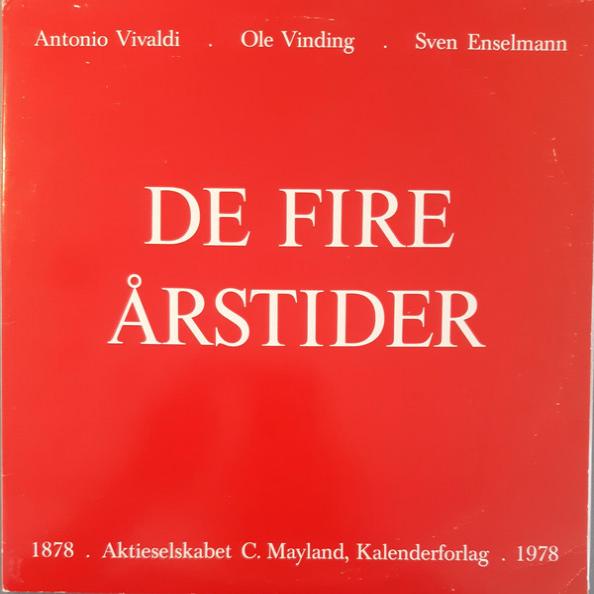 Antonio Vivaldi . Ole Vinding . Sven Enselmann
DE FIRE
ÅRSTIDER
1878 . Aktieselskabet C. Mayland, Kalenderforlag . 1978